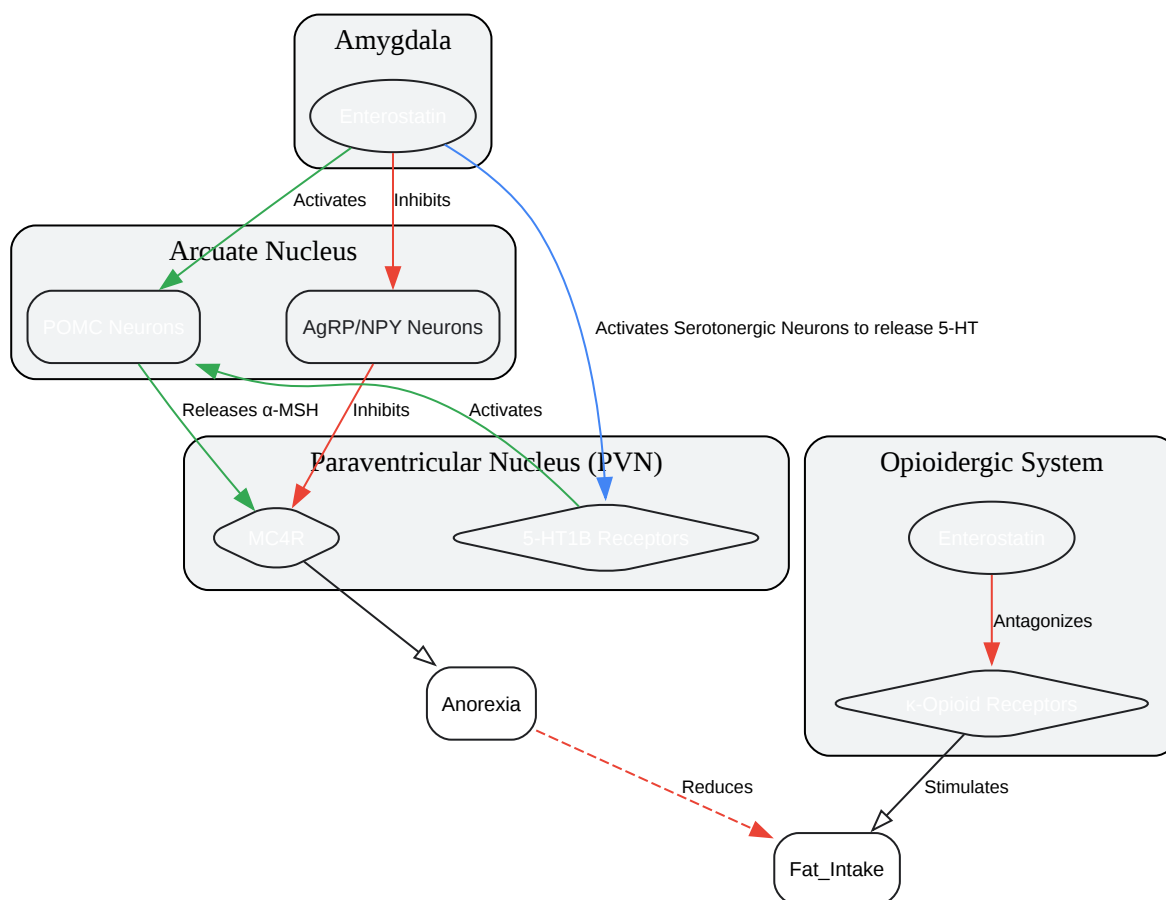 Amygdala
Enterostatin
Activates
Inhibits
Arcuate Nucleus
POMC Neurons
AgRP/NPY Neurons
Activates Serotonergic Neurons to release 5-HT
Releases α-MSH
Inhibits
Activates
Paraventricular Nucleus (PVN)
Opioidergic System
MC4R
5-HT1B Receptors
Enterostatin
Antagonizes
Anorexia
κ-Opioid Receptors
Reduces
Stimulates
Fat_Intake